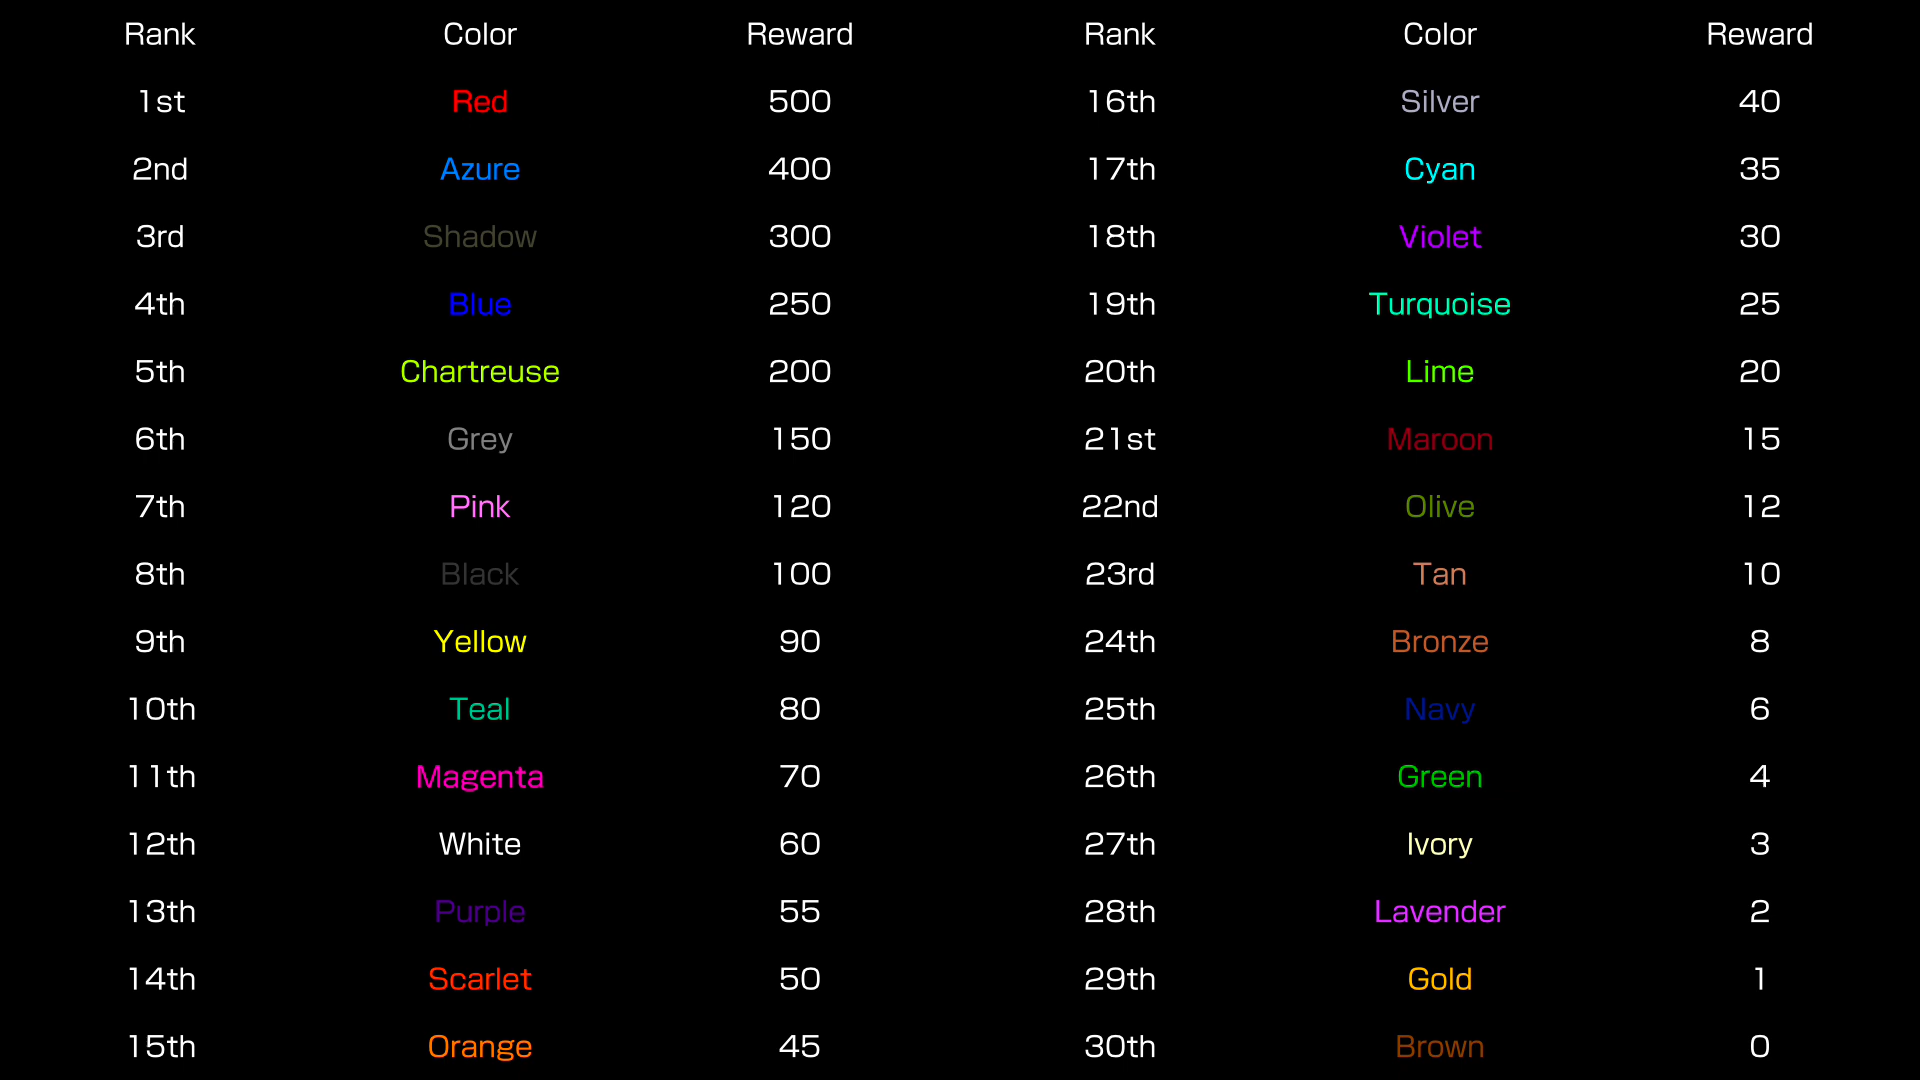 Rank Color Reward Rank Color Reward
1st Red 500 16th Silver 40
2nd Azure 400 17th Cyan 35
3rd Shadow 300 18th Violet 30
4th Blue 250 19th Turquoise 25
5th Chartreuse 200 20th Lime 20
6th Grey 150 21st Maroon 15
7th Pink 120 22nd Olive 12
8th Black 100 23rd Tan 10
9th Yellow 90 24th Bronze 8
10th Teal 80 25th Navy 6
11th Magenta 70 26th Green 4
12th White 60 27th Ivory 3
13th Purple 55 28th Lavender 2
14th Scarlet 50 29th Gold 1
15th Orange 45 30th Brown 0